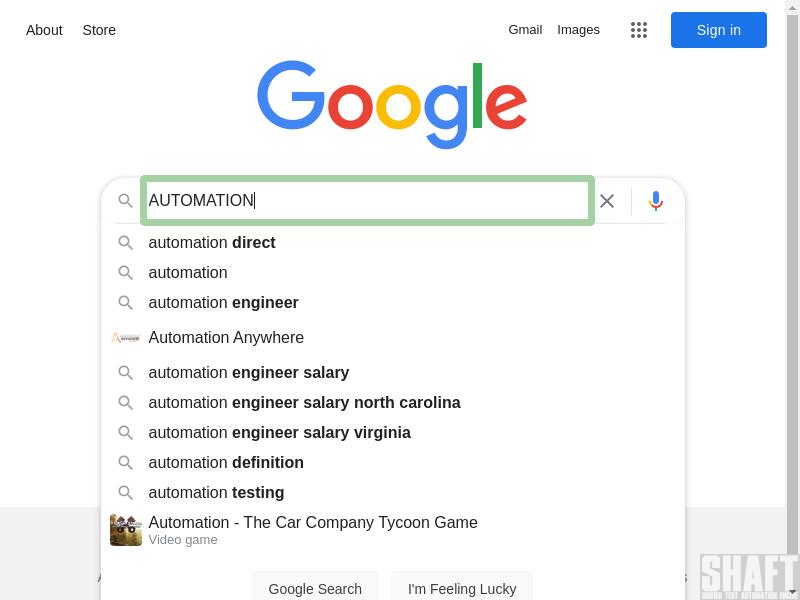 About Store Gmail Images Sign in
Google
AUTOMATION
automation direct
automation
automation engineer
Automation Anywhere
automation engineer salary
automation engineer salary north carolina
automation engineer salary virginia
automation definition
automation testing
Automation - The Car Company Tycoon Game
Video game
Google Search I'm Feeling Lucky
SHAFT